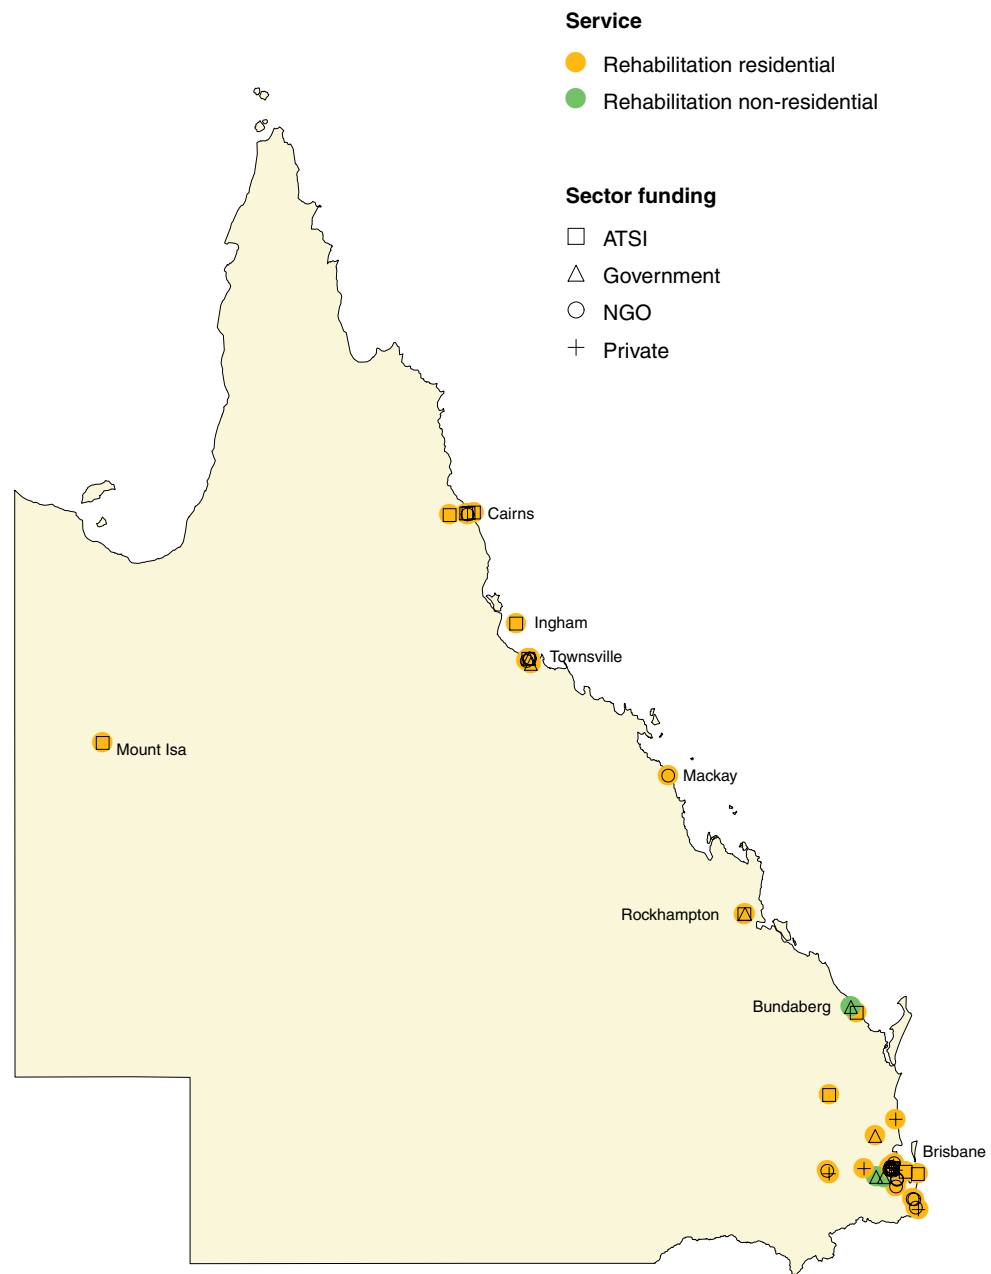 Service
Rehabilitation residential
Rehabilitation non-residential
Sector funding
ATSI
Government
NGO
Private
Cairns
Ingham
Townsville
Mount Isa
Mackay
Rockhampton
Bundaberg
Brisbane